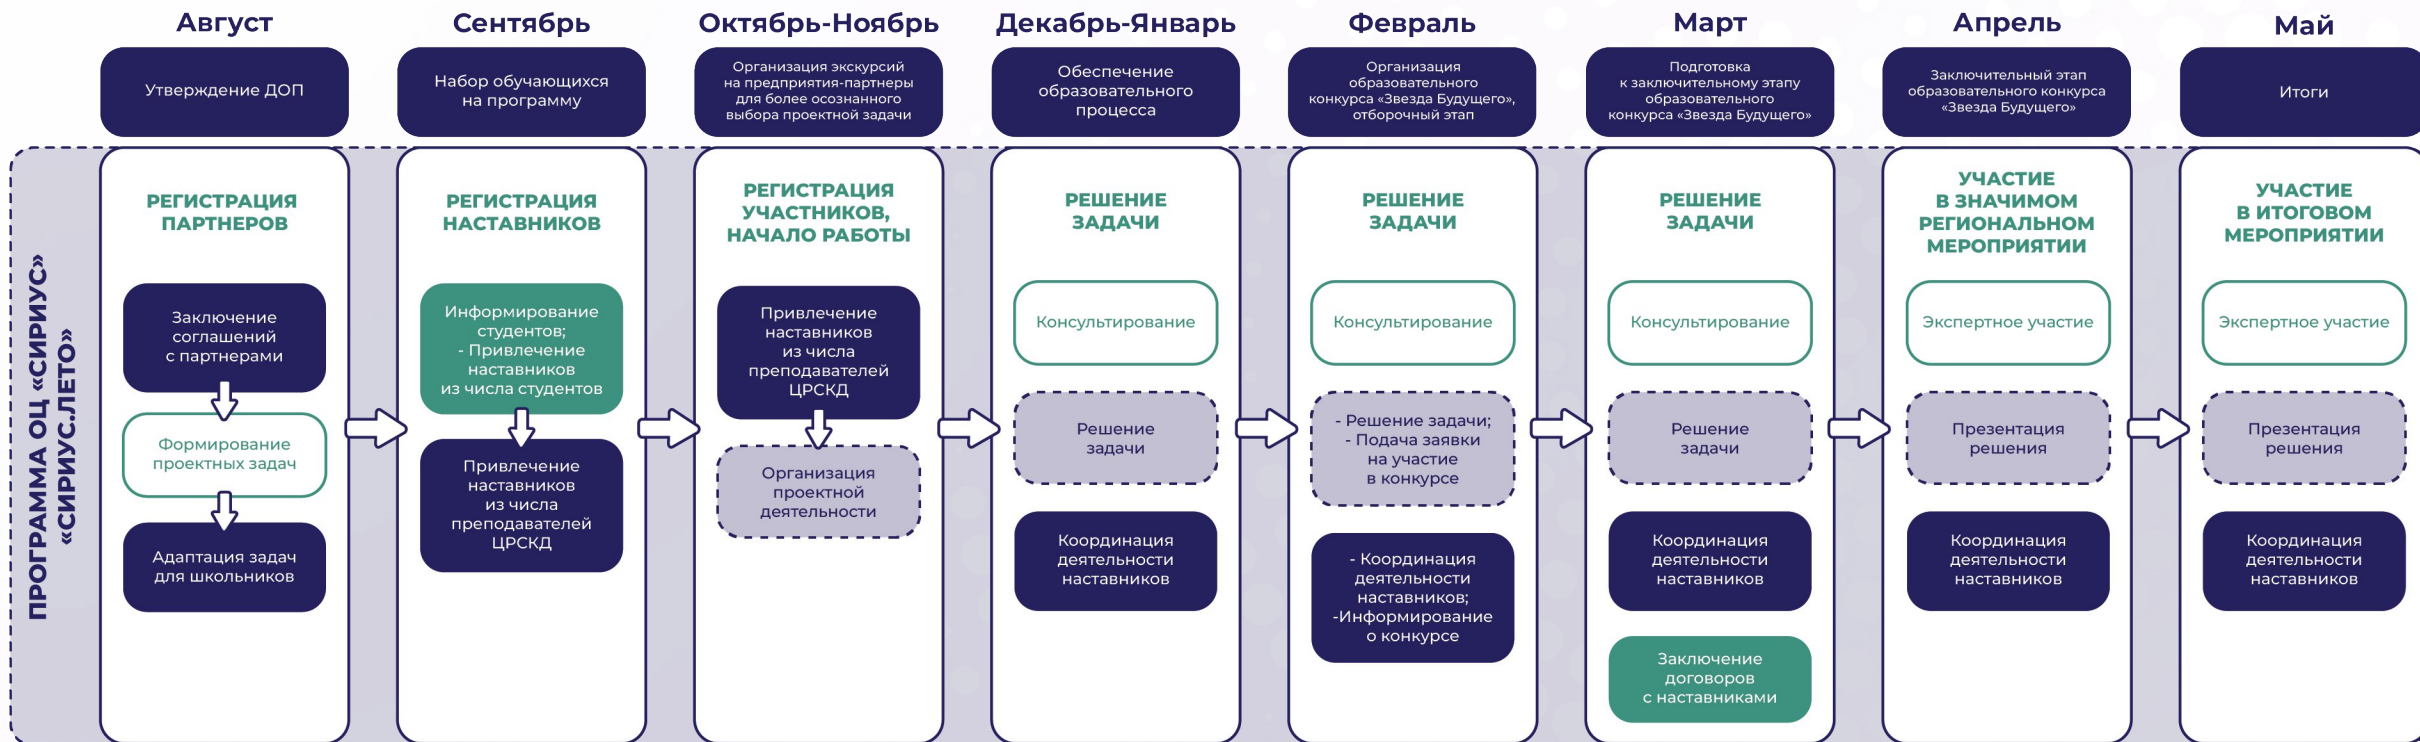 Август
Утверждение ДОП
РЕГИСТРАЦИЯ
ПАРТНЕРОВ
Заключение
соглашений
с партнерами
Формирование
проектных задач
Адаптация задач
для школьников
Сентябрь
Набор обучающихся
на программу
РЕГИСТРАЦИЯ
НАСТАВНИКОВ
Информирование
студентов;
- Привлечение
наставников
из числа студентов
Привлечение
наставников
из числа
преподавателей
ЦРСКД
Октябрь-Ноябрь
Организация экскурсий
на предприятия-партнеры
для более осознанного
выбора проектной задачи
РЕГИСТРАЦИЯ
УЧАСТНИКОВ,
НАЧАЛО РАБОТЫ
Привлечение
наставников
из числа
преподавателей
ЦРСКД
Организация
проектной
деятельности
Декабрь-Январь
Обеспечение
образовательного
процесса
РЕШЕНИЕ
ЗАДАЧИ
Консультирование
Решение
задачи
Координация
деятельности
наставников
Февраль
Организация
образовательного
конкурса «Звезда Будущего»,
отборочный этап
РЕШЕНИЕ
ЗАДАЧИ
Консультирование
- Решение задачи;
- Подача заявки
на участие
в конкурсе
- Координация
деятельности
наставников;
-Информирование
о конкурсе
Март
Подготовка
к заключительному этапу
образовательного
конкурса «Звезда Будущего»
РЕШЕНИЕ
ЗАДАЧИ
Консультирование
Решение
задачи
Координация
деятельности
наставников
Заключение
договоров
с наставниками
Апрель
Заключительный этап
образовательного конкурса
«Звезда Будущего»
УЧАСТИЕ
В ЗНАЧИМОМ
РЕГИОНАЛЬНОМ
МЕРОПРИЯТИИ
Экспертное участие
Презентация
решения
Координация
деятельности
наставников
Май
Итоги
УЧАСТИЕ
В ИТОГОВОМ
МЕРОПРИЯТИИ
Экспертное участие
Презентация
решения
Координация
деятельности
наставников
ПРОГРАММА ОЦ «СИРИУС»
«СИРИУС.ЛЕТО»